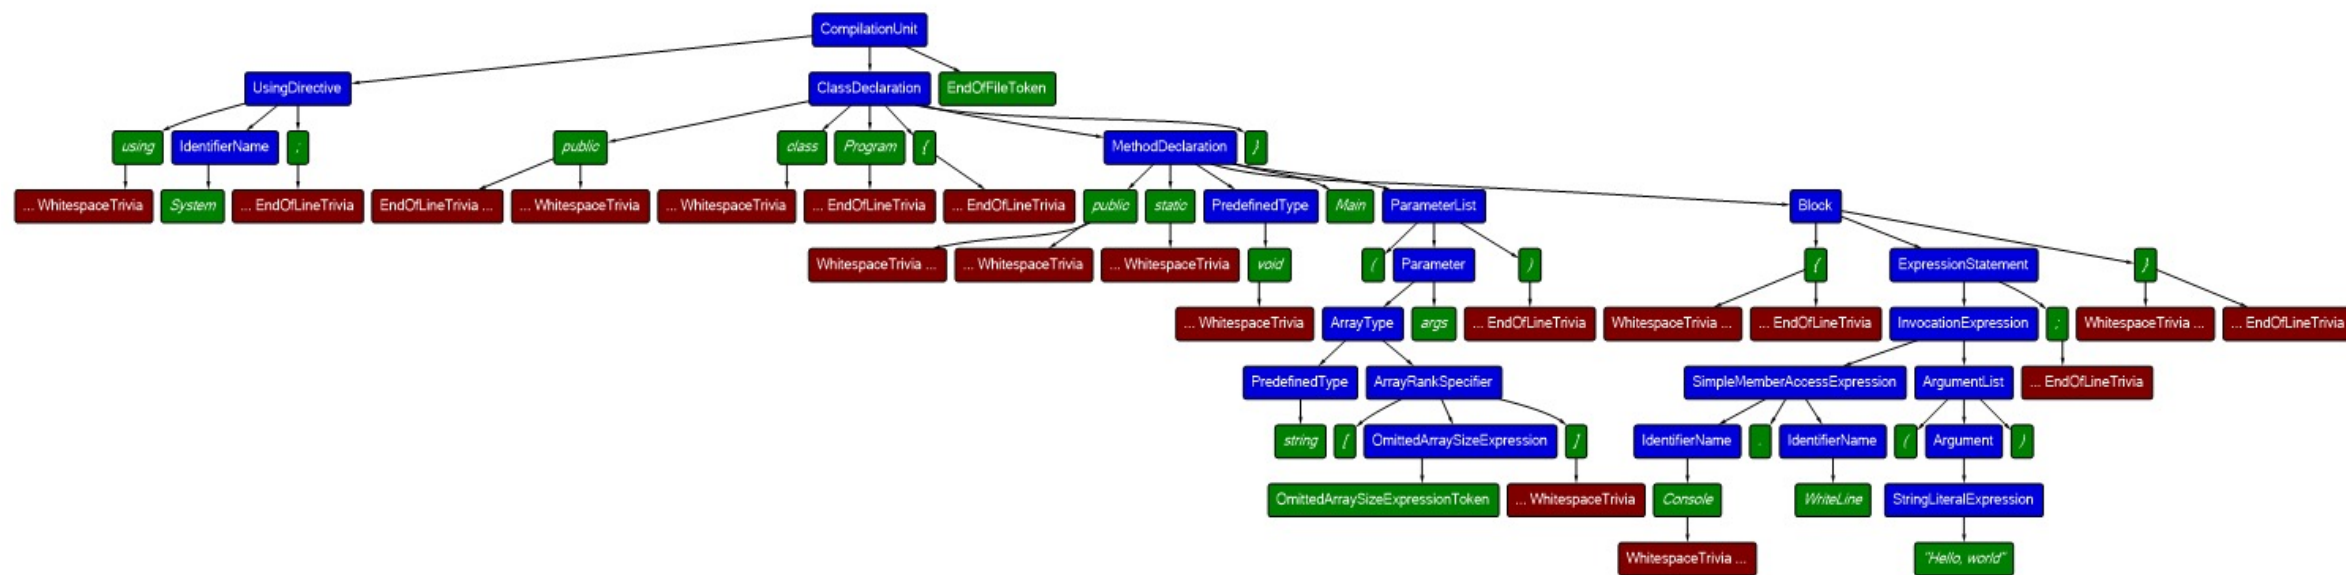 CompilationUnit
UsingDirective ClassDeclaration EndOfFileToken
using IdentifierName ; public class Program { MethodDeclaration }
... WhitespaceTrivia System ... EndOfLineTrivia EndOfLineTrivia ... ... WhitespaceTrivia ... WhitespaceTrivia ... EndOfLineTrivia ... EndOfLineTrivia public static PredefinedType Main ParameterList Block
WhitespaceTrivia ... ... WhitespaceTrivia ... WhitespaceTrivia void ( Parameter ) { ExpressionStatement }
... WhitespaceTrivia ArrayType args ... EndOfLineTrivia WhitespaceTrivia ... ... EndOfLineTrivia InvocationExpression ; WhitespaceTrivia ... ... EndOfLineTrivia
PredefinedType ArrayRankSpecifier SimpleMemberAccessExpression ArgumentList ... EndOfLineTrivia
string [ OmittedArraySizeExpression ] IdentifierName . IdentifierName ( Argument )
OmittedArraySizeExpressionToken ... WhitespaceTrivia Console WriteLine StringLiteralExpression
WhitespaceTrivia ... "Hello, world"